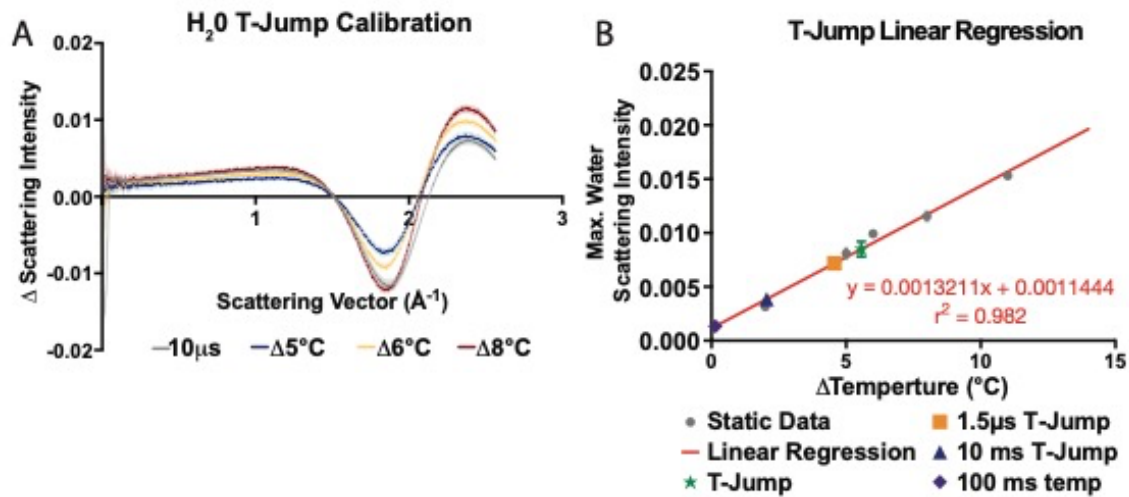 A
H₂0 T-Jump Calibration
0.02
0.01
0.00
-0.01
-0.02
Δ Scattering Intensity
1
2
3
Scattering Vector (Å⁻¹)
10µs
Δ5°C
Δ6°C
Δ8°C
B
T-Jump Linear Regression
0.025
0.020
0.015
0.010
0.005
0.000
Max. Water
Scattering Intensity
y = 0.0013211x + 0.0011444
r² = 0.982
0
5
10
15
ΔTemperture (°C)
Static Data
1.5µs T-Jump
Linear Regression
10 ms T-Jump
T-Jump
100 ms temp